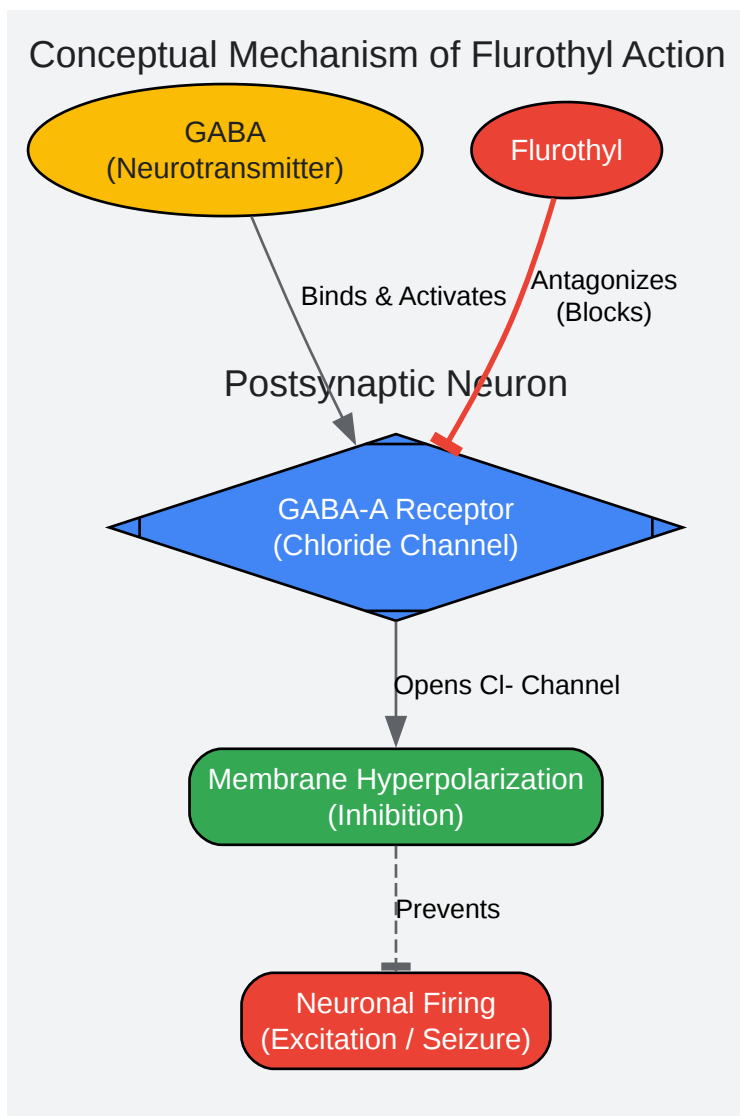 Conceptual Mechanism of Flurothyl Action
GABA
(Neurotransmitter)
Flurothyl
Binds & Activates
Antagonizes
(Blocks)
Postsynaptic Neuron
GABA-A Receptor
(Chloride Channel)
Opens Cl- Channel
Membrane Hyperpolarization
(Inhibition)
Prevents
Neuronal Firing
(Excitation / Seizure)